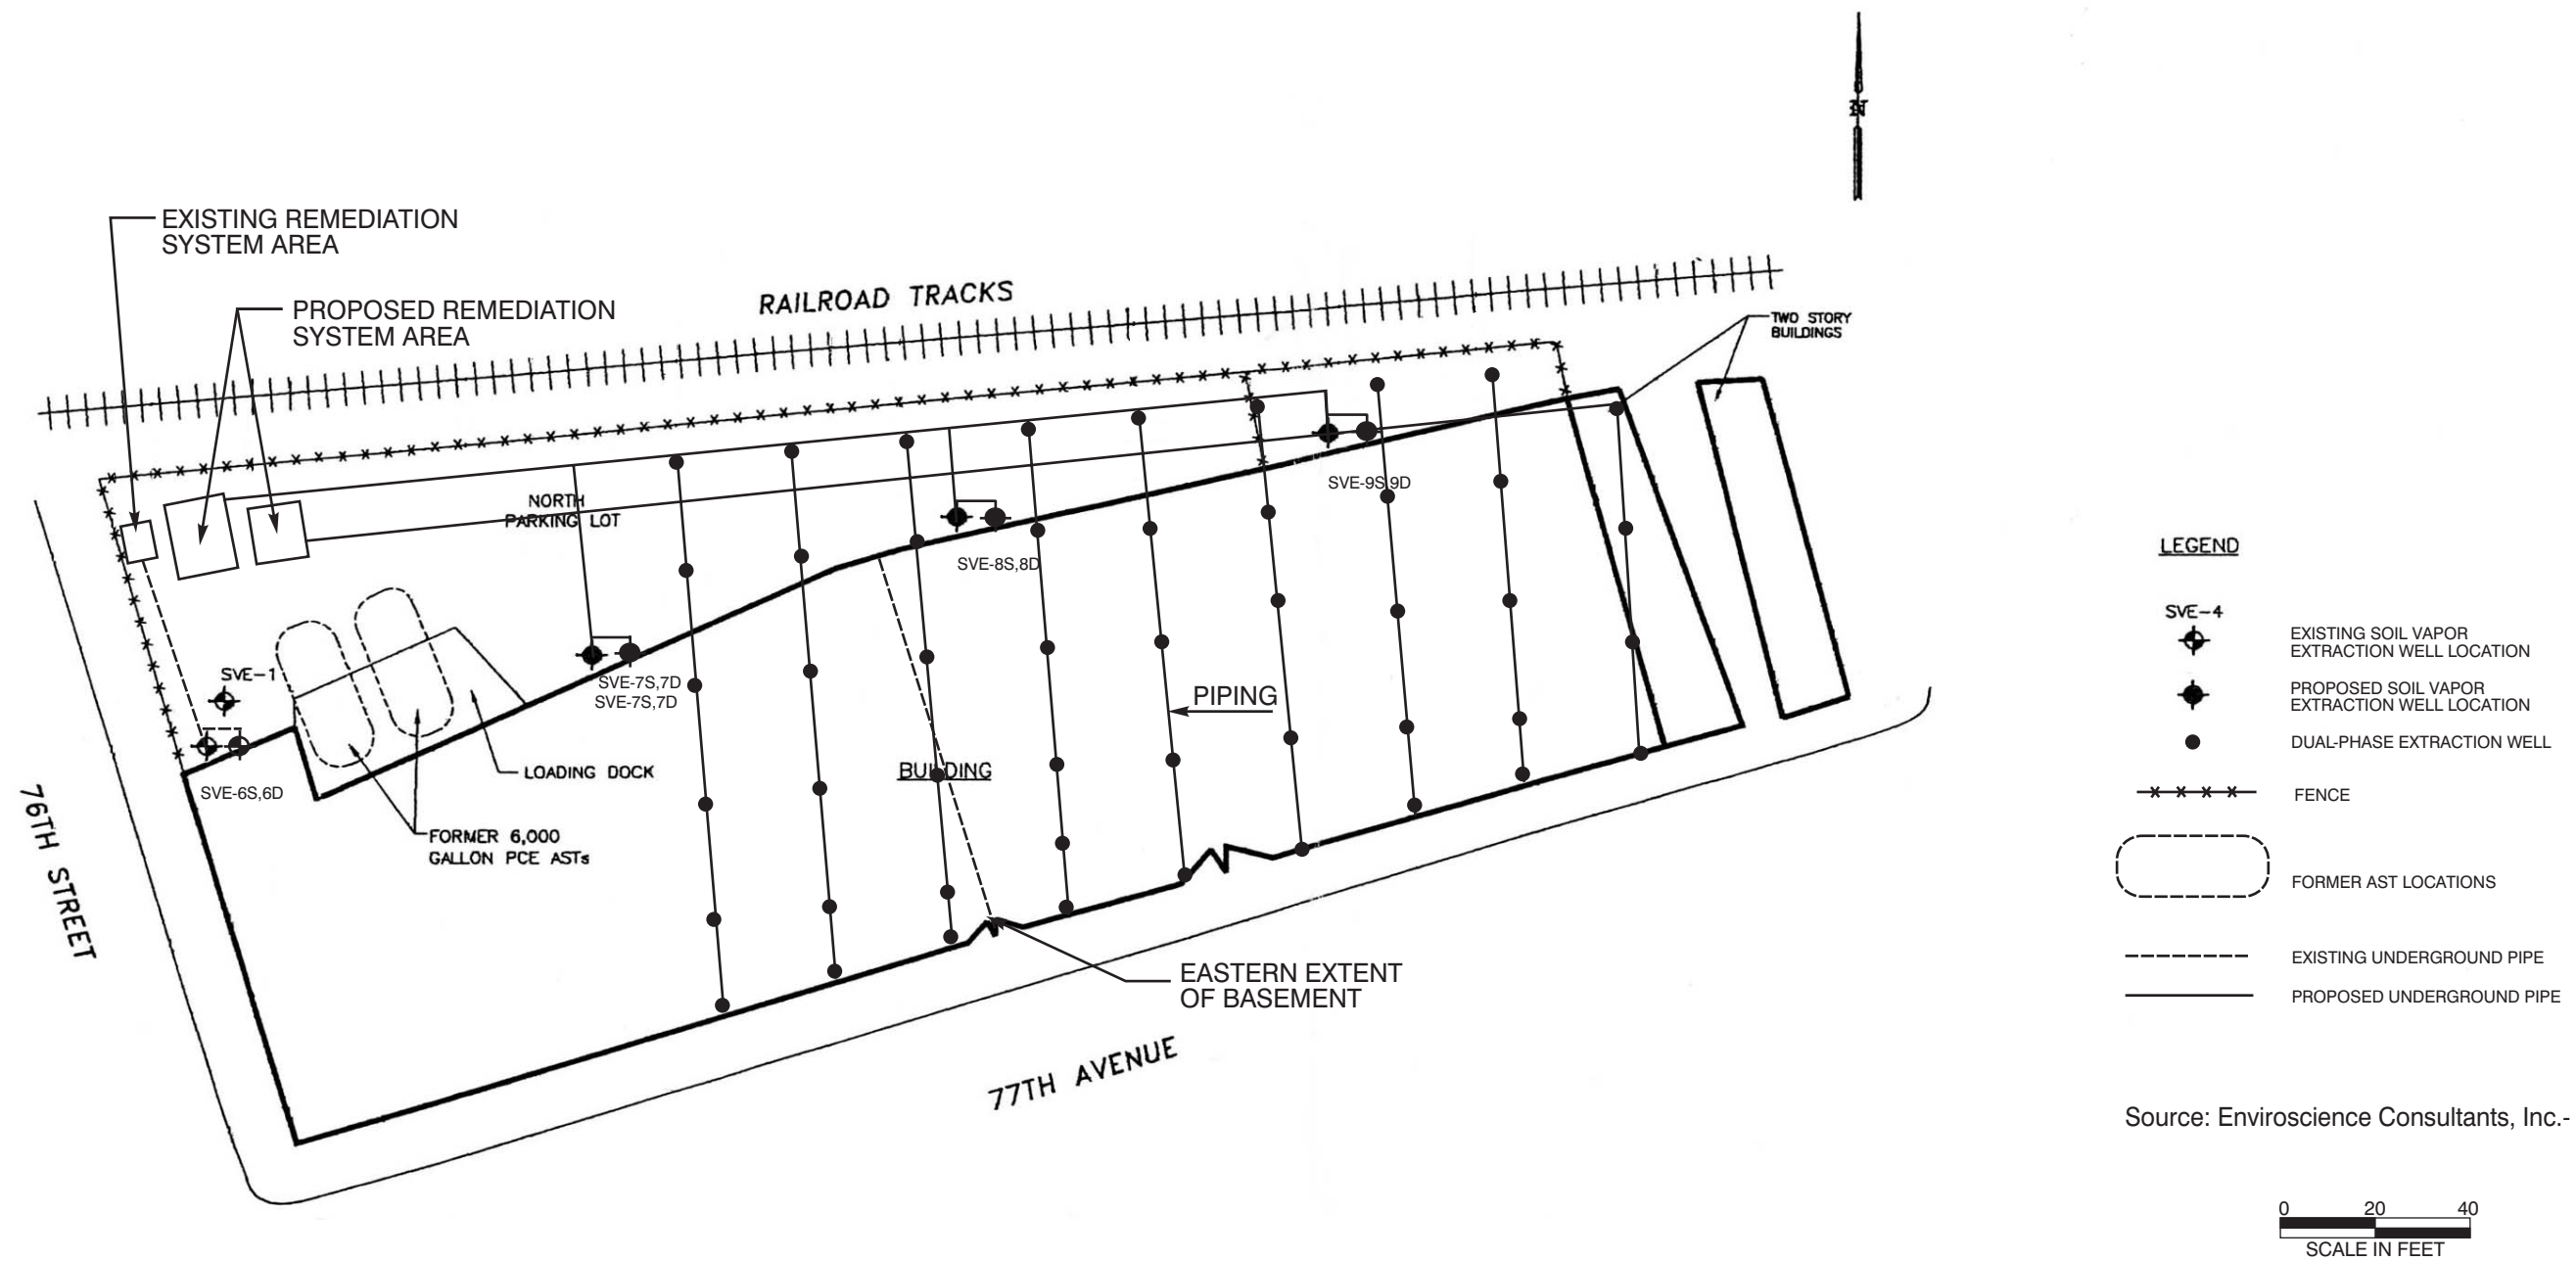 N
EXISTING REMEDIATION
SYSTEM AREA
PROPOSED REMEDIATION
SYSTEM AREA
RAILROAD TRACKS
TWO STORY
BUILDINGS
NORTH
PARKING LOT
SVE-9S,9D
SVE-8S,8D
SVE-1
SVE-7S,7D
SVE-7S,7D
PIPING
SVE-6S,6D
LOADING DOCK
BUILDING
FORMER 6,000
GALLON PCE ASTs
76TH STREET
EASTERN EXTENT
OF BASEMENT
77TH AVENUE
LEGEND
SVE-4
EXISTING SOIL VAPOR
EXTRACTION WELL LOCATION
PROPOSED SOIL VAPOR
EXTRACTION WELL LOCATION
DUAL-PHASE EXTRACTION WELL
FENCE
FORMER AST LOCATIONS
EXISTING UNDERGROUND PIPE
PROPOSED UNDERGROUND PIPE
Source: Enviroscience Consultants, Inc.-
0 20 40
SCALE IN FEET